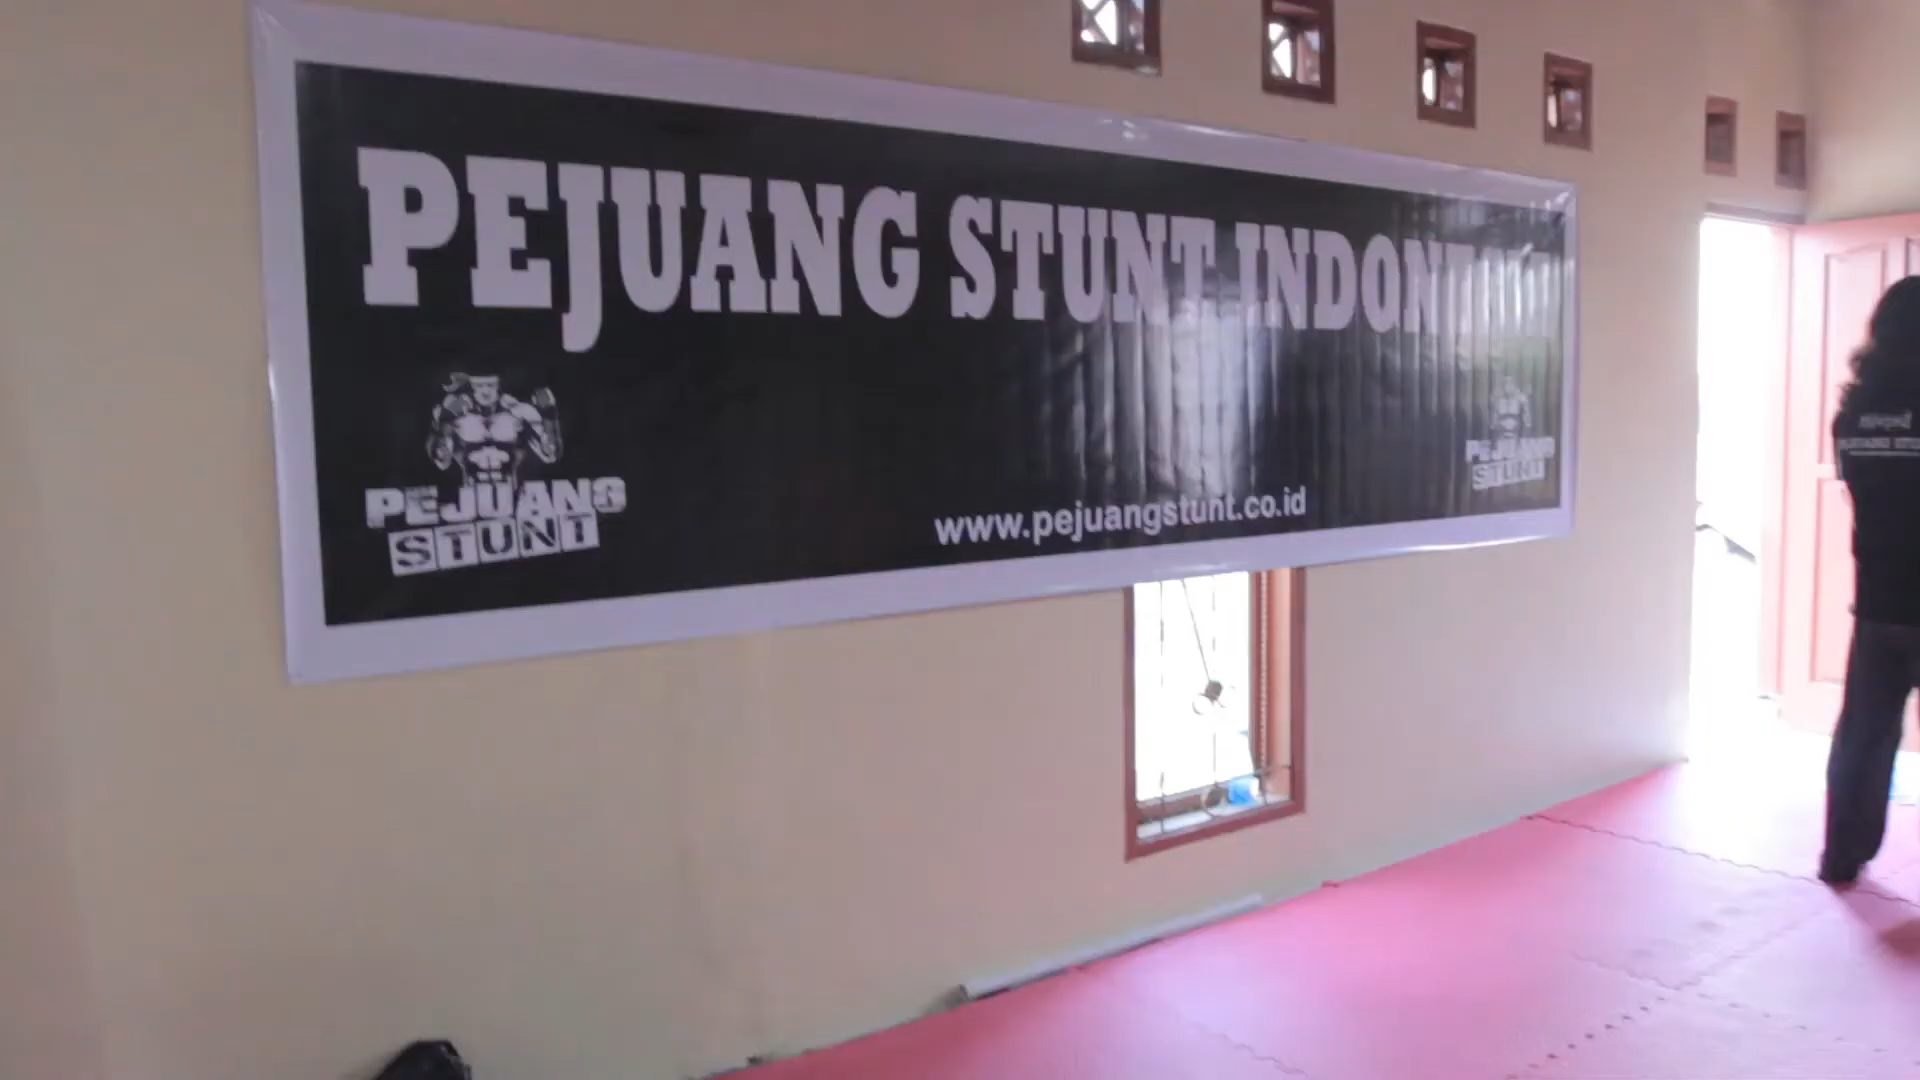 PEJUANG STUNT INDON
PEJUANG
STUNT
www.pejuangstunt.co.id
PEJUANG
STUNT